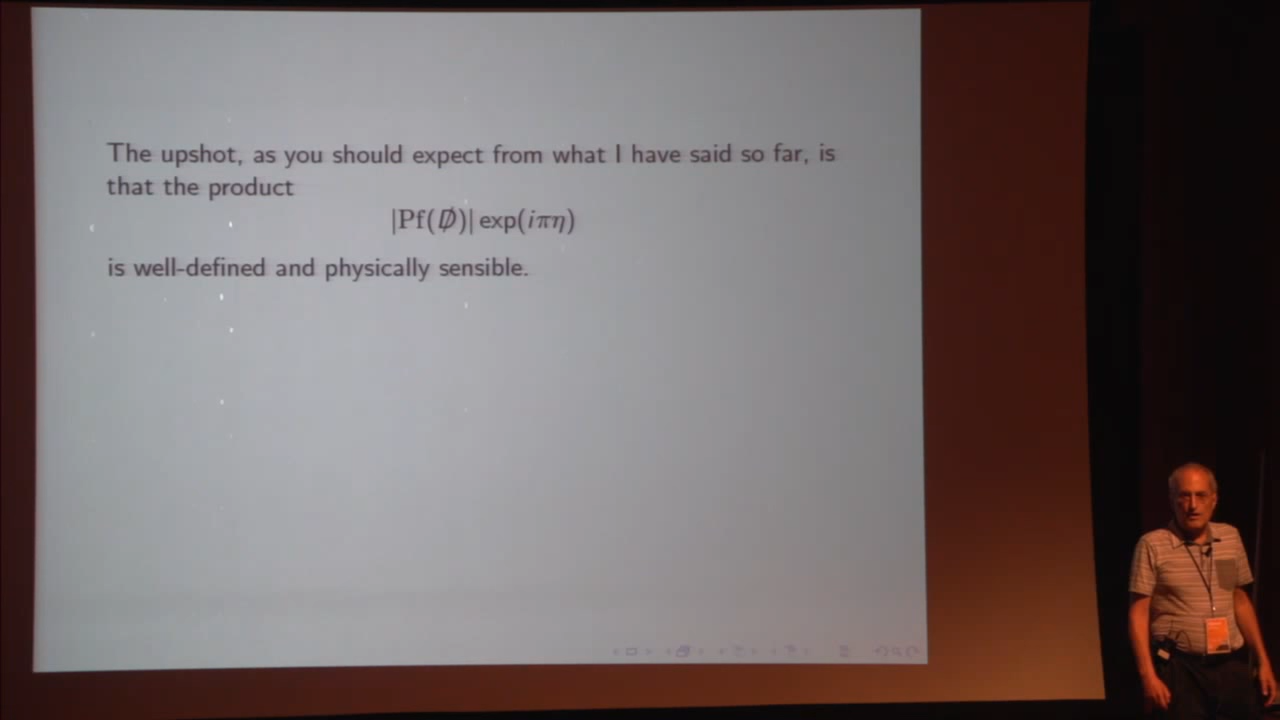 The upshot, as you should expect from what I have said so far, is
that the product
|Pf(D̸)| exp(iπη)
is well-defined and physically sensible.